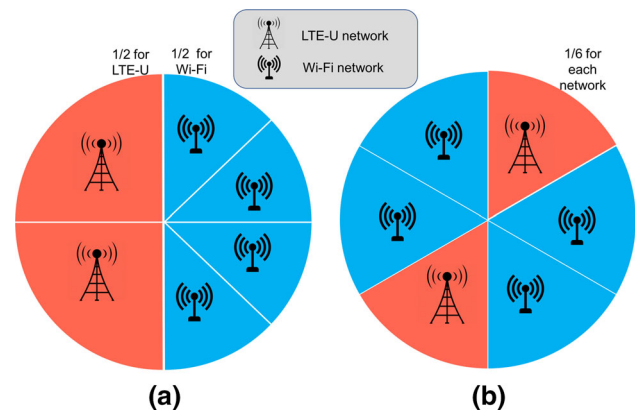 1/2 for
LTE-U
1/2 for
Wi-Fi
LTE-U network
Wi-Fi network
1/6 for
each
network
(a)
(b)